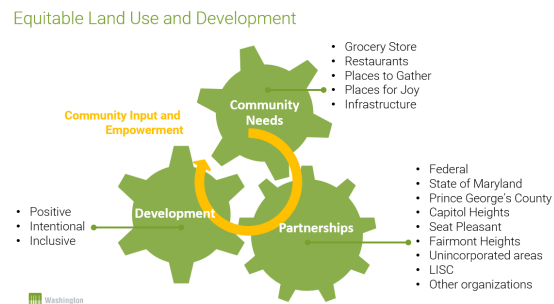 Equitable Land Use and Development
• Grocery Store
• Restaurants
• Places to Gather
• Places for Joy
• Infrastructure
Community
Needs
Community Input and
Empowerment
• Federal
• State of Maryland
• Prince George's County
• Capitol Heights
• Seat Pleasant
• Fairmont Heights
• Unincorporated areas
• LISC
• Other organizations
Partnerships
Development
• Positive
• Intentional
• Inclusive
Washington